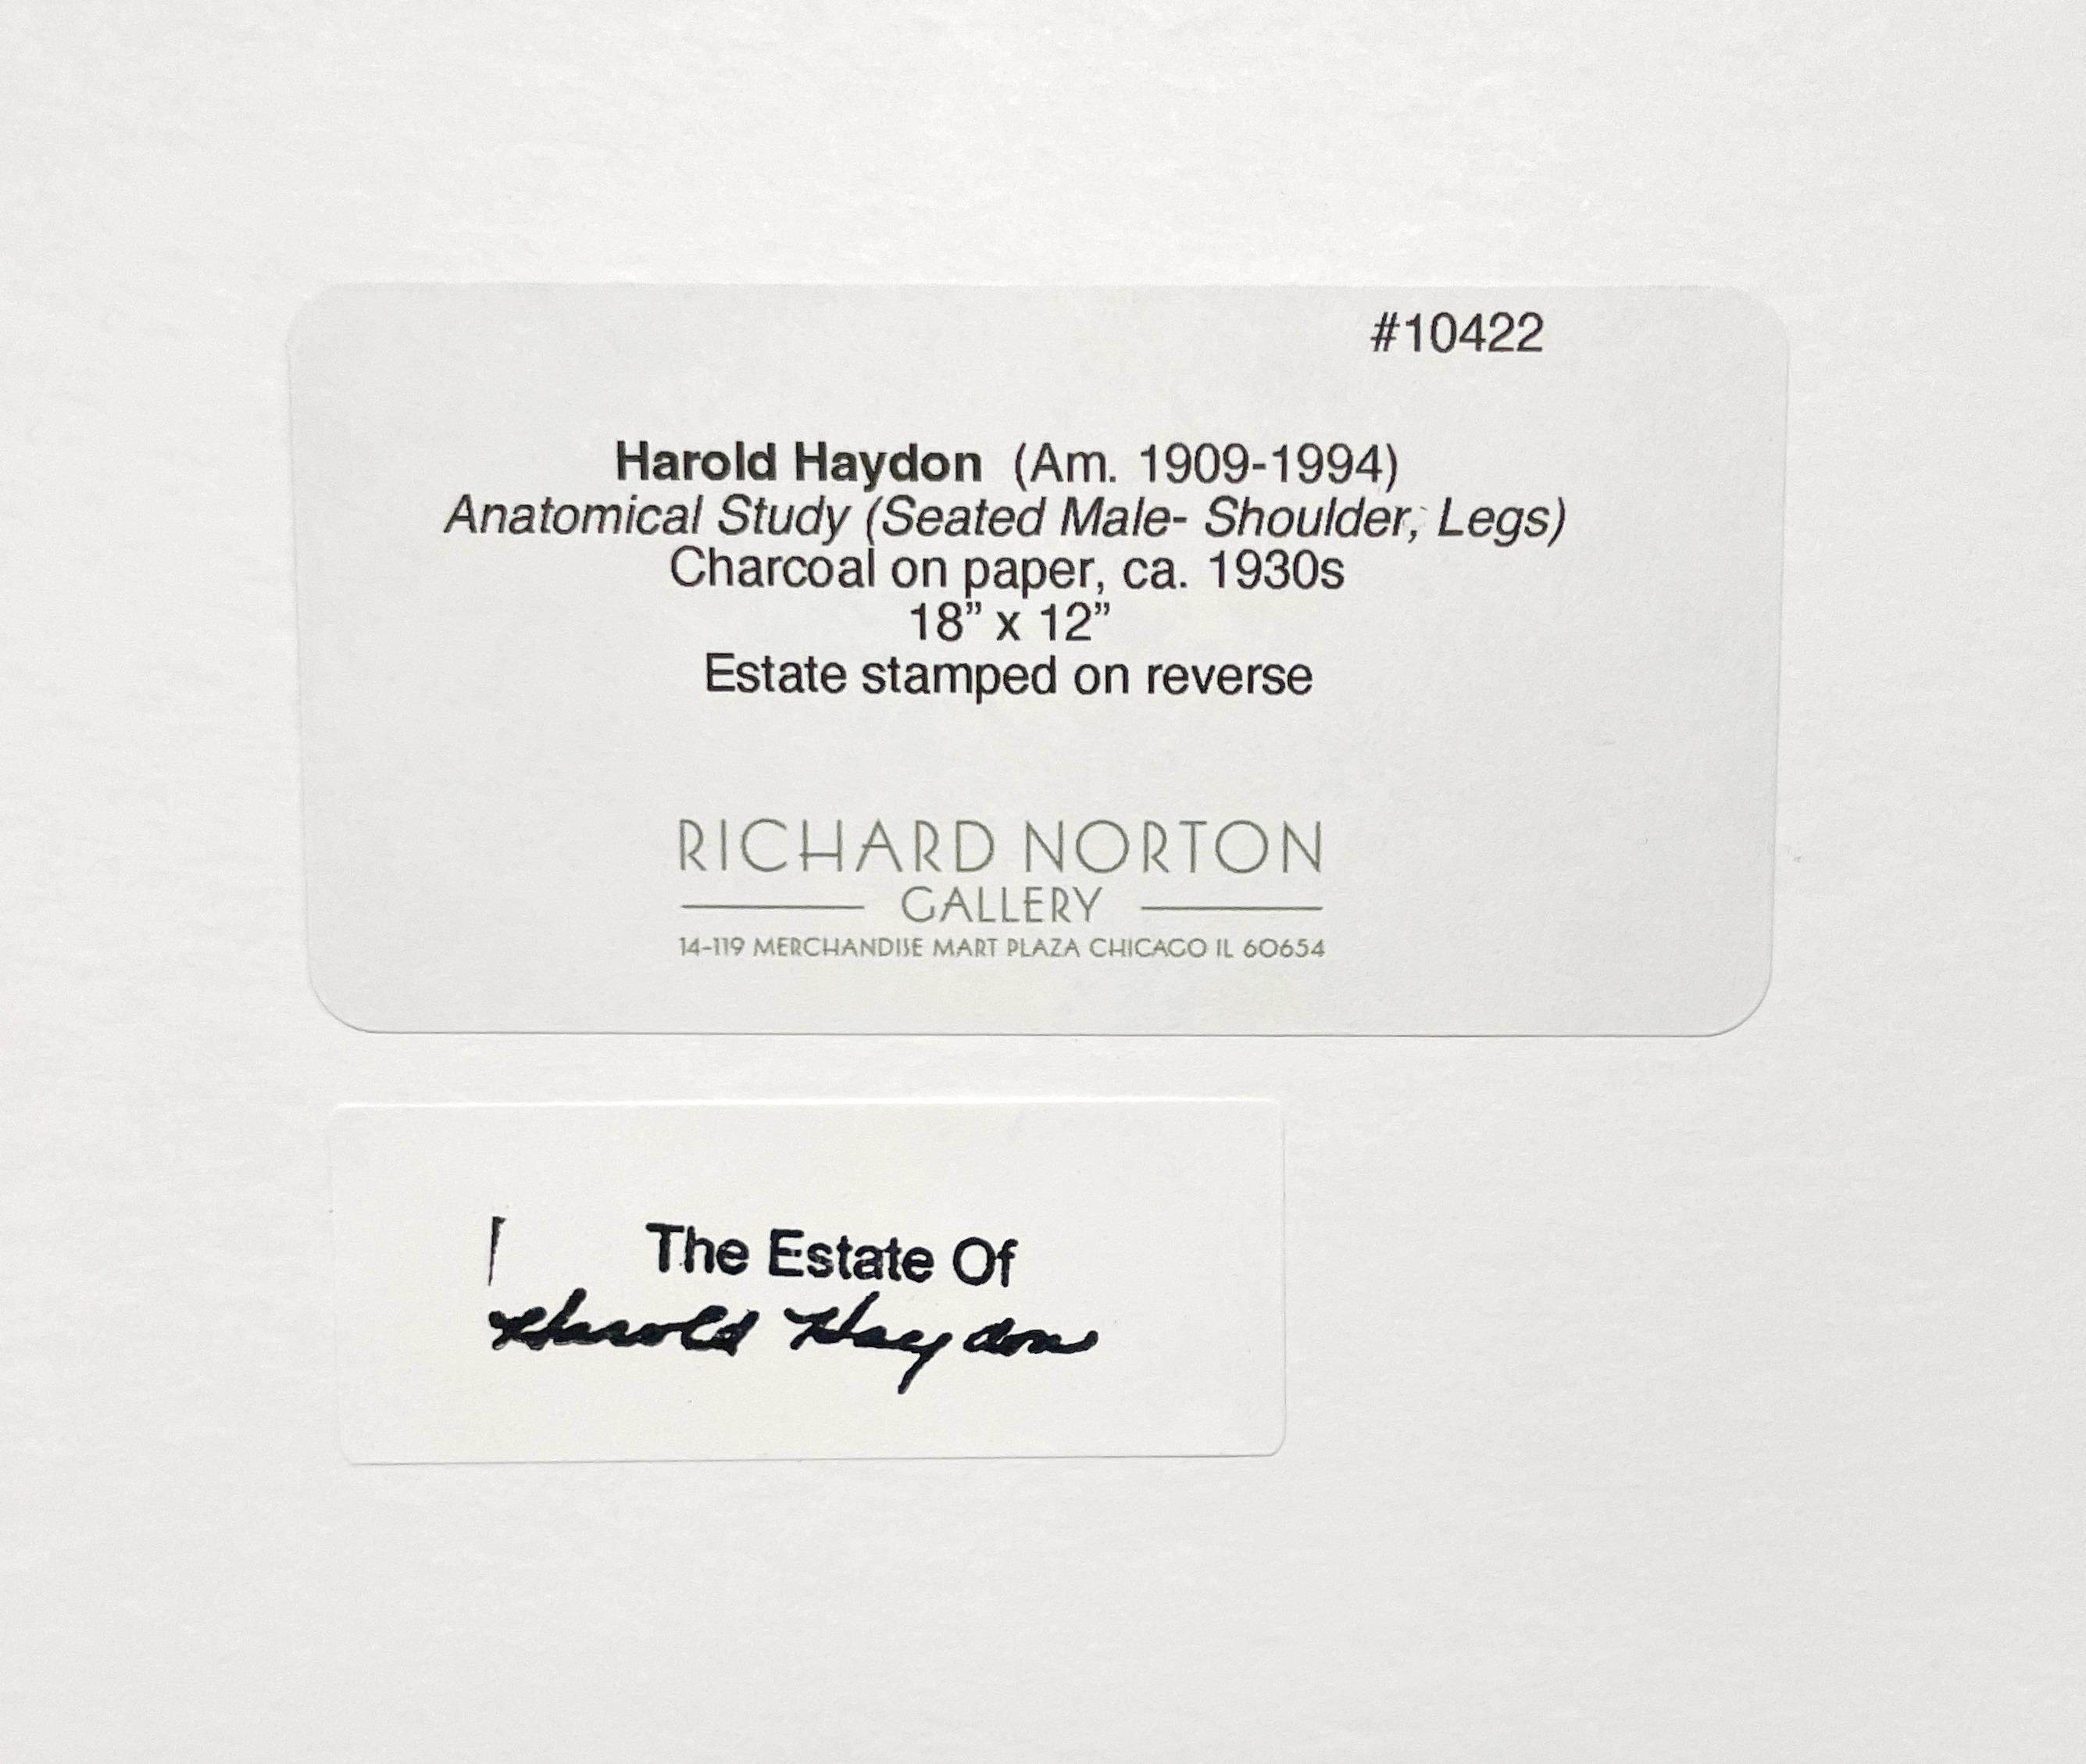 #10422
Harold Haydon (Am. 1909-1994)
Anatomical Study (Seated Male- Shoulder, Legs)
Charcoal on paper, ca. 1930s
18” x 12”
Estate stamped on reverse
RICHARD NORTON
GALLERY
14-119 MERCHANDISE MART PLAZA CHICAGO IL 60654
The Estate Of
Harold Haydon